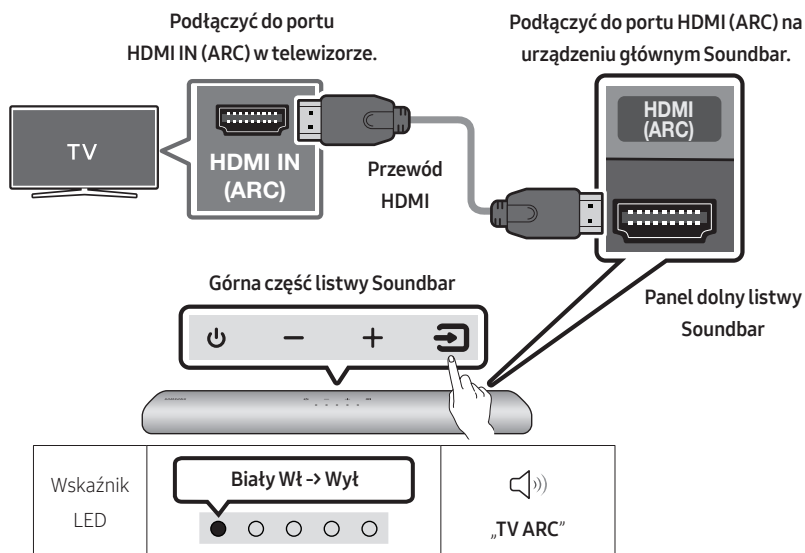 Podłączyć do portu
HDMI IN (ARC) w telewizorze.
Podłączyć do portu HDMI (ARC) na
urządzeniu głównym Soundbar.
TV
HDMI IN
(ARC)
Przewód
HDMI
HDMI
(ARC)
Górna część listwy Soundbar
Panel dolny listwy
Soundbar
Wskaźnik
LED
Biały Wł -> Wył
„TV ARC”